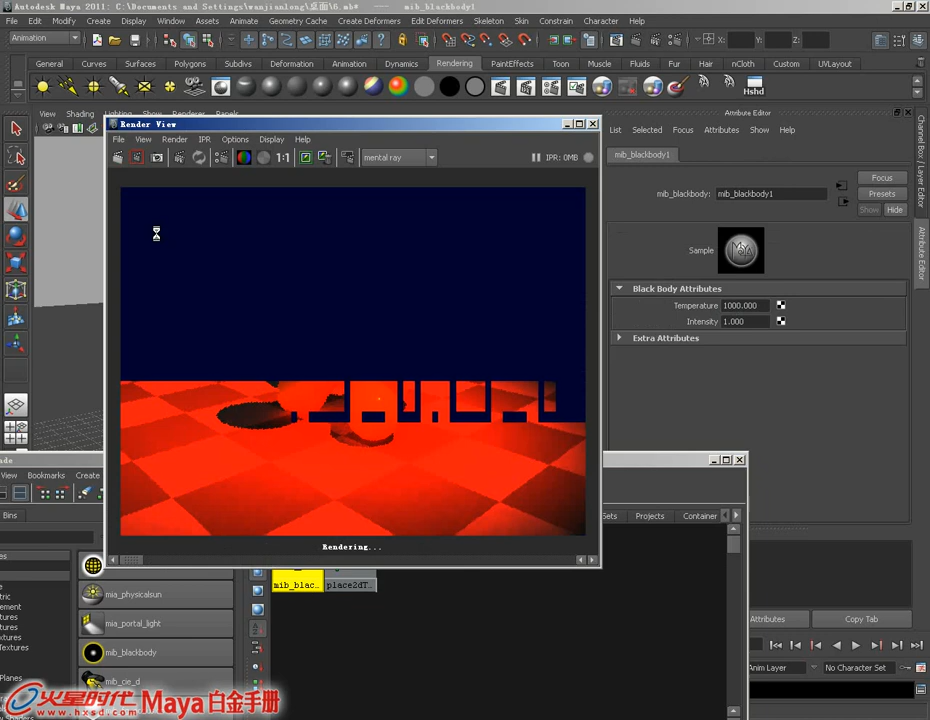 Autodesk Maya 2011: C:\Documents and Settings\wanjianlong\桌面\6.mb* --- mib_blackbody1
File Edit Modify Create Display Window Assets Animate Geometry Cache Create Deformers Edit Deformers Skeleton Skin Constrain Character Help
Animation X: Y: Z:
General Curves Surfaces Polygons Subdivs Deformation Animation Dynamics Rendering PaintEffects Toon Muscle Fluids Fur Hair nCloth Custom UVLayout
Hshd
View Shading Lighting Show Renderer Panels
Render View
File View Render IPR Options Display Help
1:1 mental ray IPR: 0MB
Rendering...
Attribute Editor
List Selected Focus Attributes Show Help
mib_blackbody1
mib_blackbody: mib_blackbody1
Focus
Presets
Show Hide
Sample
MAYA
Black Body Attributes
Temperature 1000.000
Intensity 1.000
Extra Attributes
Attributes Copy Tab
Channel Box / Layer Editor
Attribute Editor
View Bookmarks Create
Bins
Projects Container
mib_blac... place2dT...
mia_physicalsun
mia_portal_light
mib_blackbody
mib_cie_d
Anim Layer No Character Set
火星时代 www.hxsd.com Maya 白金手册